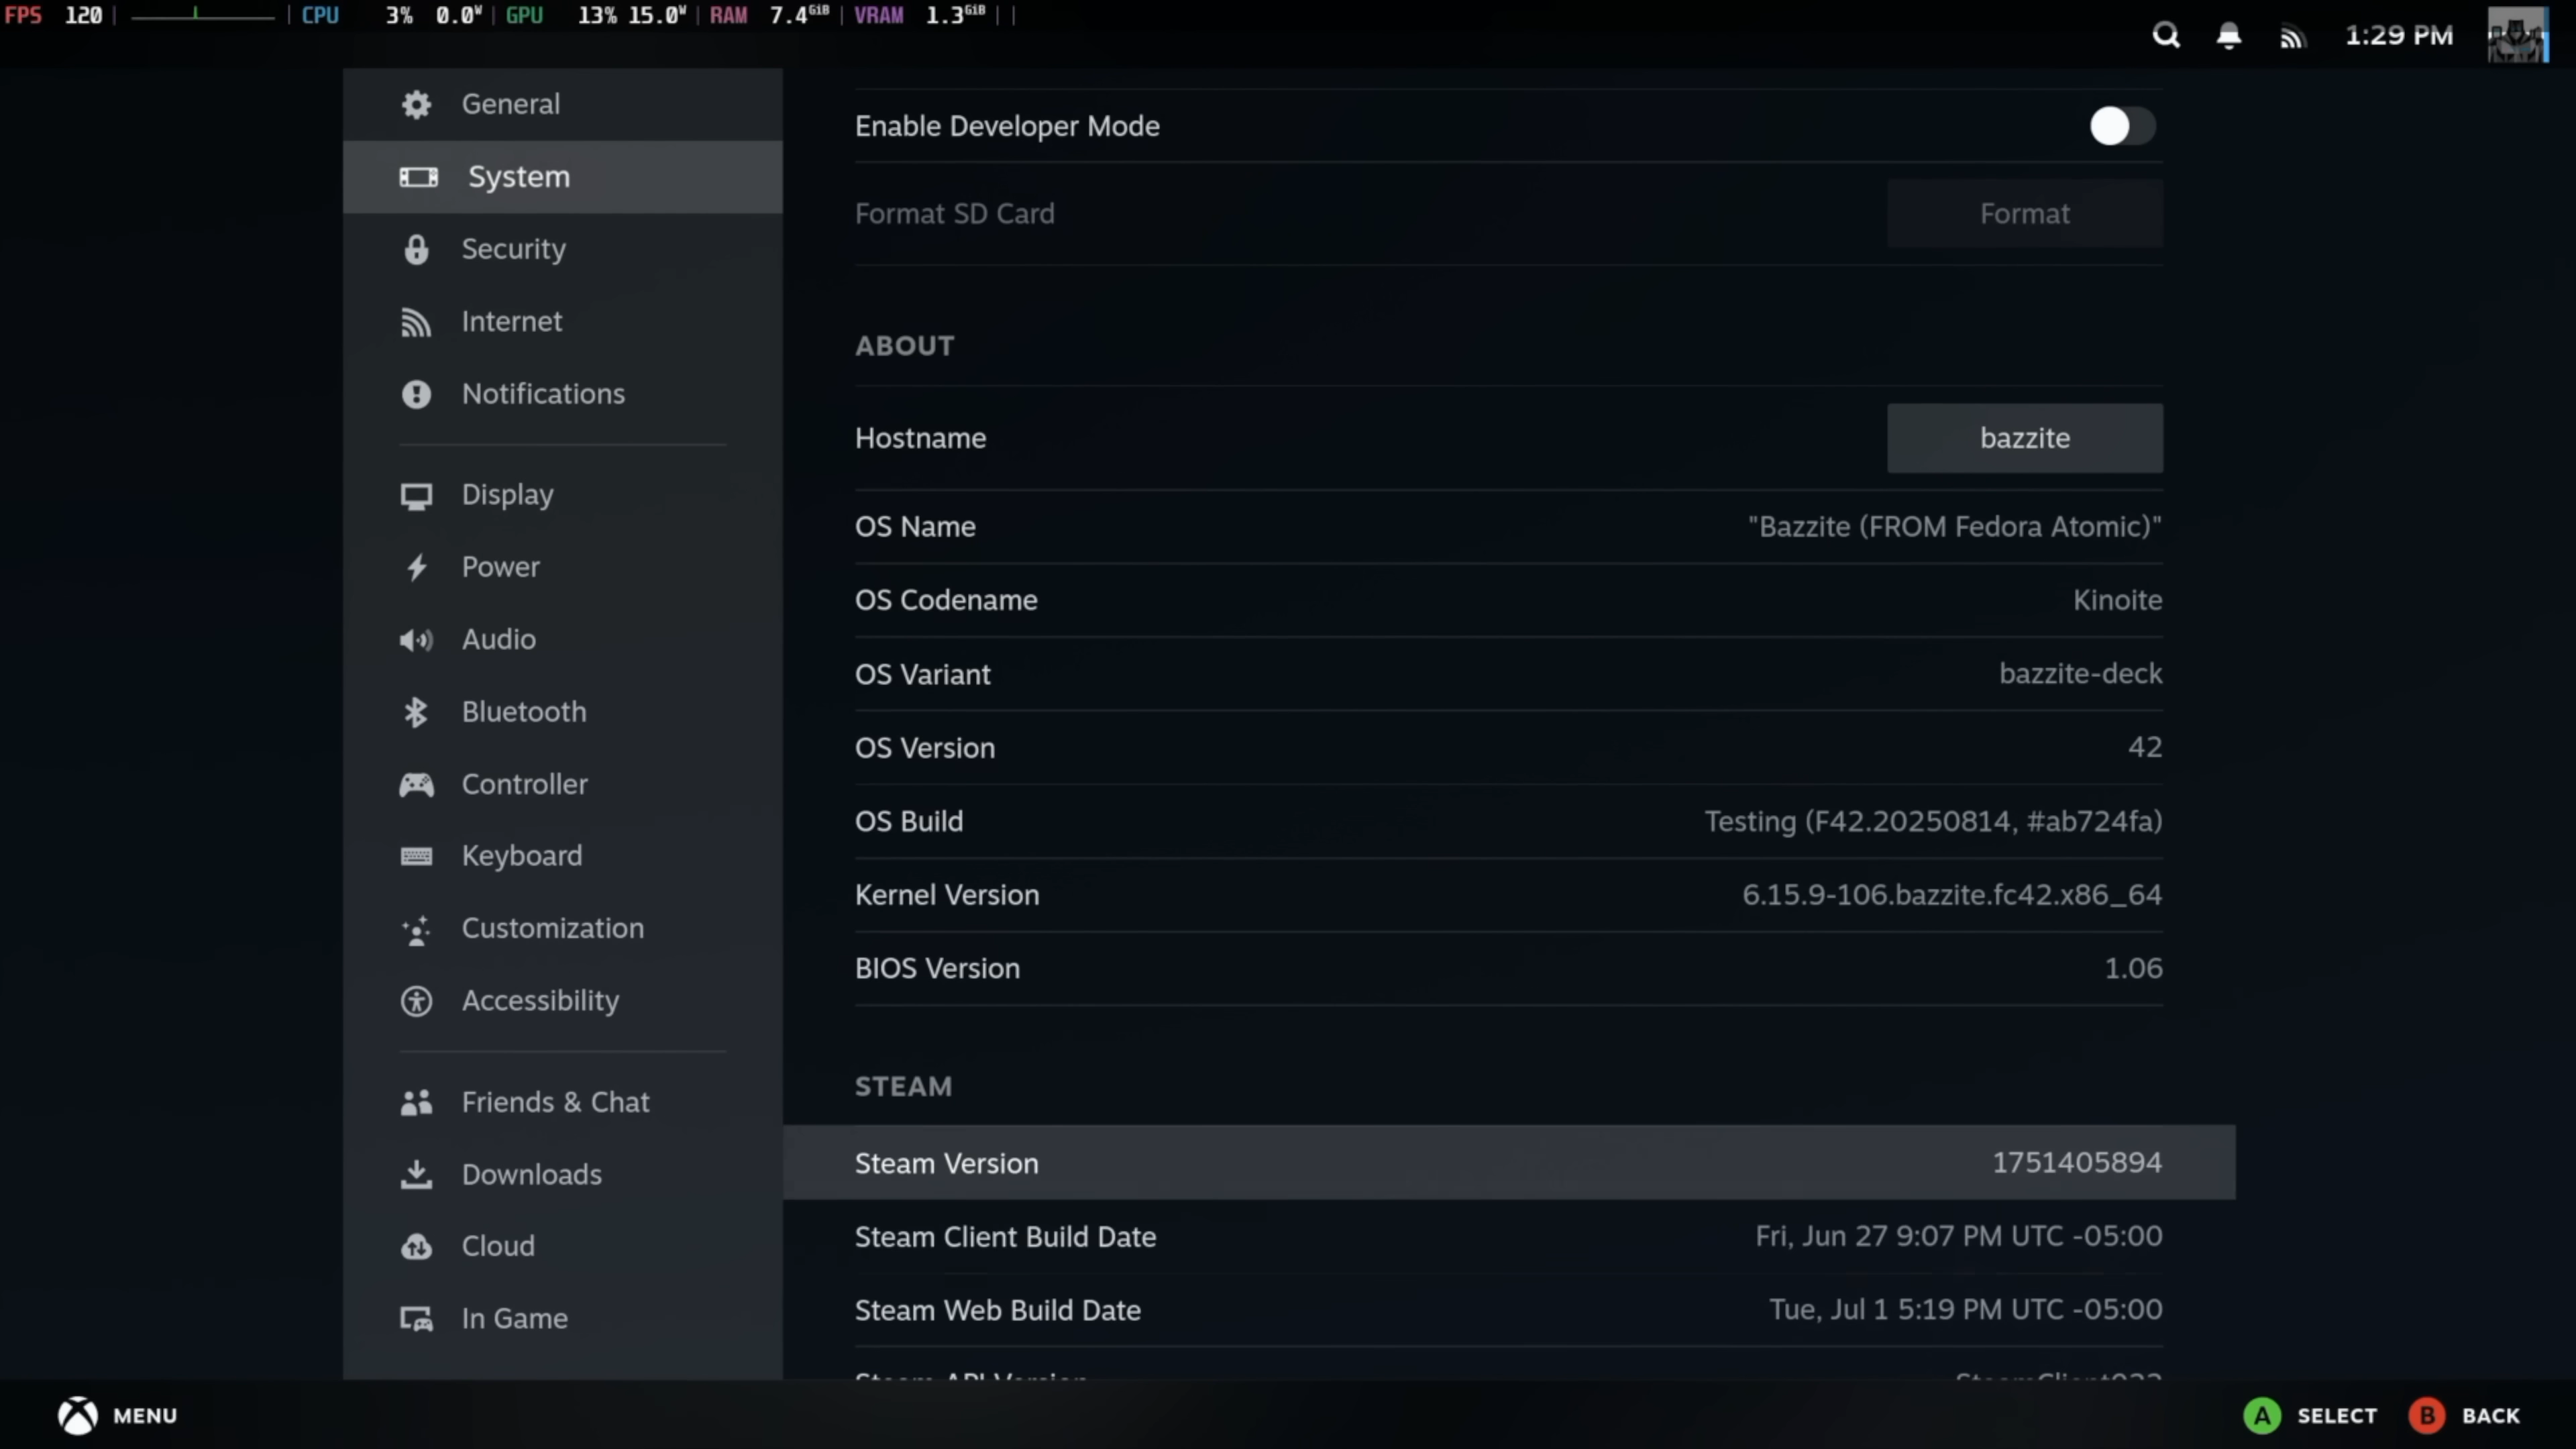 FPS 120 | CPU 3% 0.0W | GPU 13% 15.0W | RAM 7.4GiB | VRAM 1.3GiB | |
1:29 PM
General
System
Security
Internet
Notifications
Display
Power
Audio
Bluetooth
Controller
Keyboard
Customization
Accessibility
Friends & Chat
Downloads
Cloud
In Game
Enable Developer Mode
Format SD Card Format
ABOUT
Hostname bazzite
OS Name "Bazzite (FROM Fedora Atomic)"
OS Codename Kinoite
OS Variant bazzite-deck
OS Version 42
OS Build Testing (F42.20250814, #ab724fa)
Kernel Version 6.15.9-106.bazzite.fc42.x86_64
BIOS Version 1.06
STEAM
Steam Version 1751405894
Steam Client Build Date Fri, Jun 27 9:07 PM UTC -05:00
Steam Web Build Date Tue, Jul 1 5:19 PM UTC -05:00
Steam API Version
MENU
A SELECT B BACK